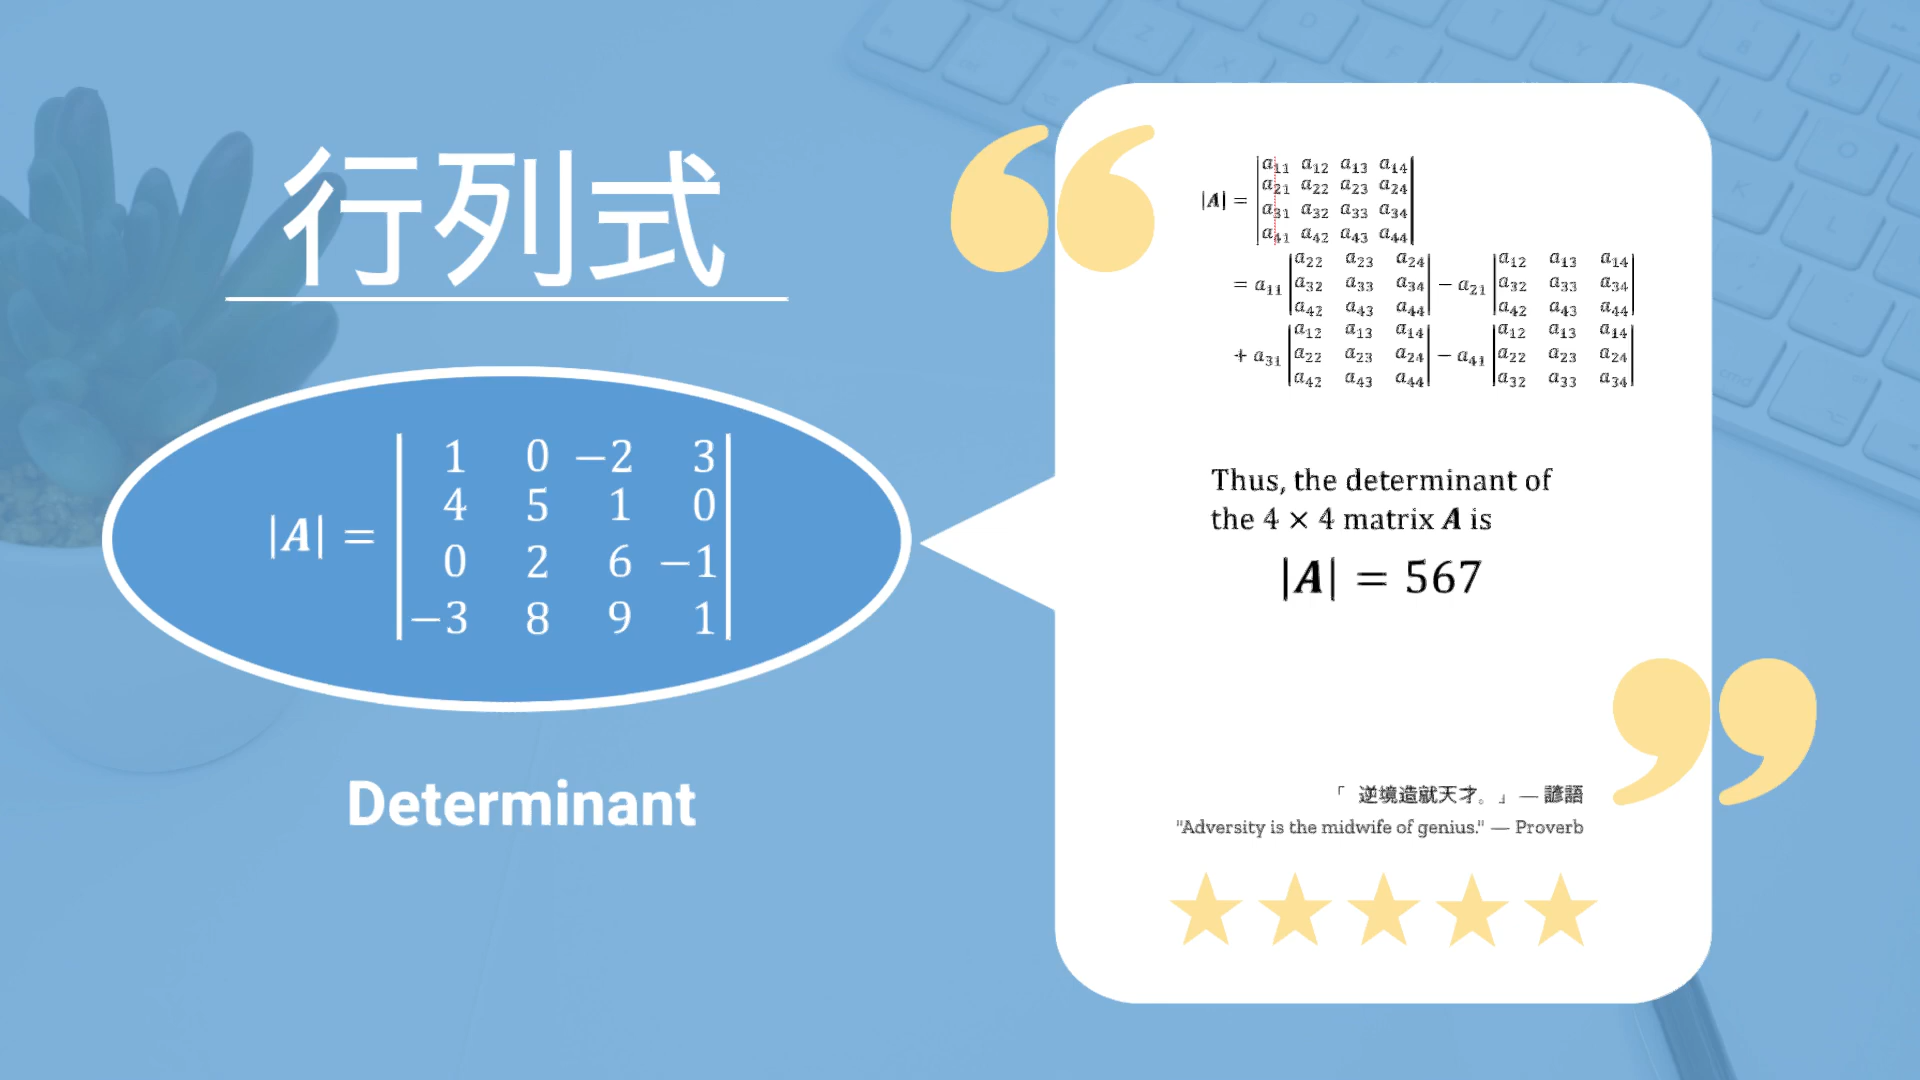 行列式
|A| =
1 0 −2 3
4 5 1 0
0 2 6 −1
−3 8 9 1
Determinant
|A| =
a11 a12 a13 a14
a21 a22 a23 a24
a31 a32 a33 a34
a41 a42 a43 a44
= a11 |a22 a23 a24| − a21 |a12 a13 a14|
|a32 a33 a34| |a32 a33 a34|
|a42 a43 a44| |a42 a43 a44|
+ a31 |a12 a13 a14| − a41 |a12 a13 a14|
|a22 a23 a24| |a22 a23 a24|
|a42 a43 a44| |a32 a33 a34|
Thus, the determinant of
the 4 × 4 matrix A is
|A| = 567
「 逆境造就天才。」 — 諺語
"Adversity is the midwife of genius." — Proverb